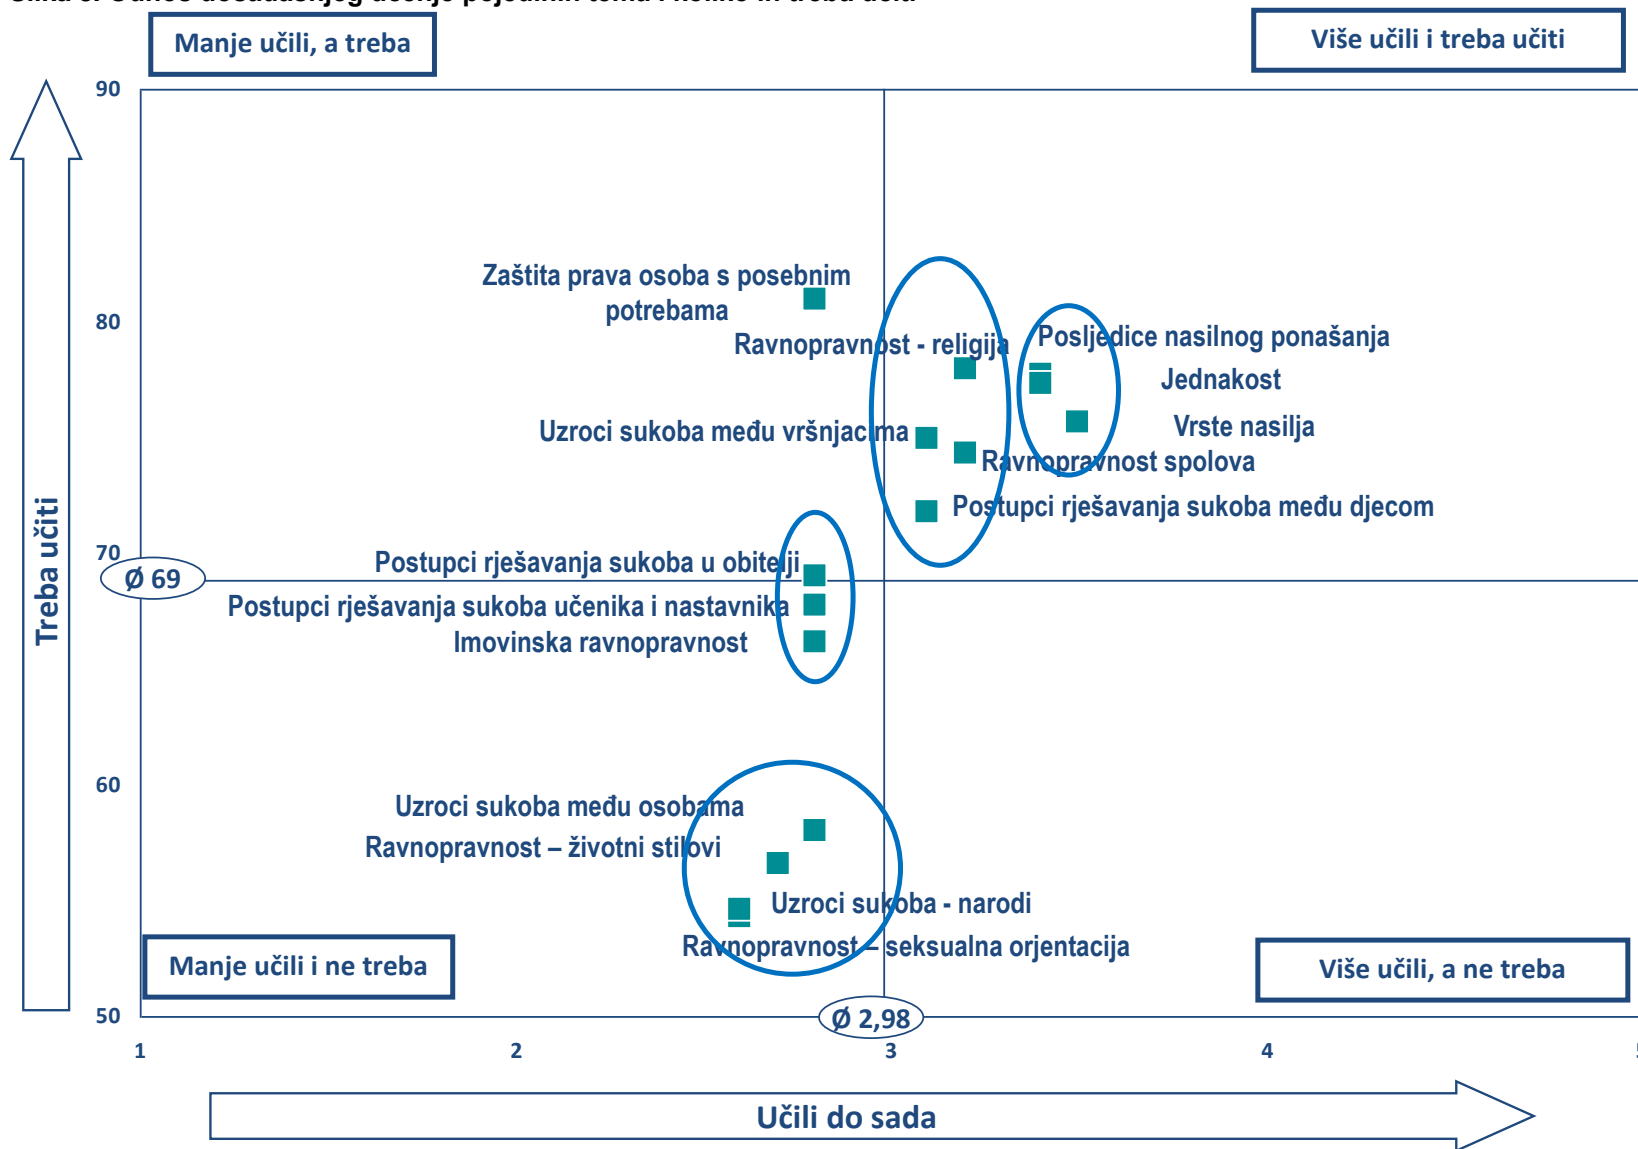 Manje učili, a treba
Više učili i treba učiti
90
Zaštita prava osoba s posebnim
potrebama
80
Ravnopravnost - religija
Posljedice nasilnog ponašanja
Jednakost
Uzroci sukoba među vršnjacima
Vrste nasilja
Ravnopravnost spolova
Postupci rješavanja sukoba među djecom
Treba učiti
70
Postupci rješavanja sukoba u obitelji
Ø 69
Postupci rješavanja sukoba učenika i nastavnika
Imovinska ravnopravnost
60
Uzroci sukoba među osobama
Ravnopravnost – životni stilovi
Uzroci sukoba - narodi
Ravnopravnost – seksualna orjentacija
Manje učili i ne treba
Više učili, a ne treba
50
Ø 2,98
1
2
3
4
Učili do sada